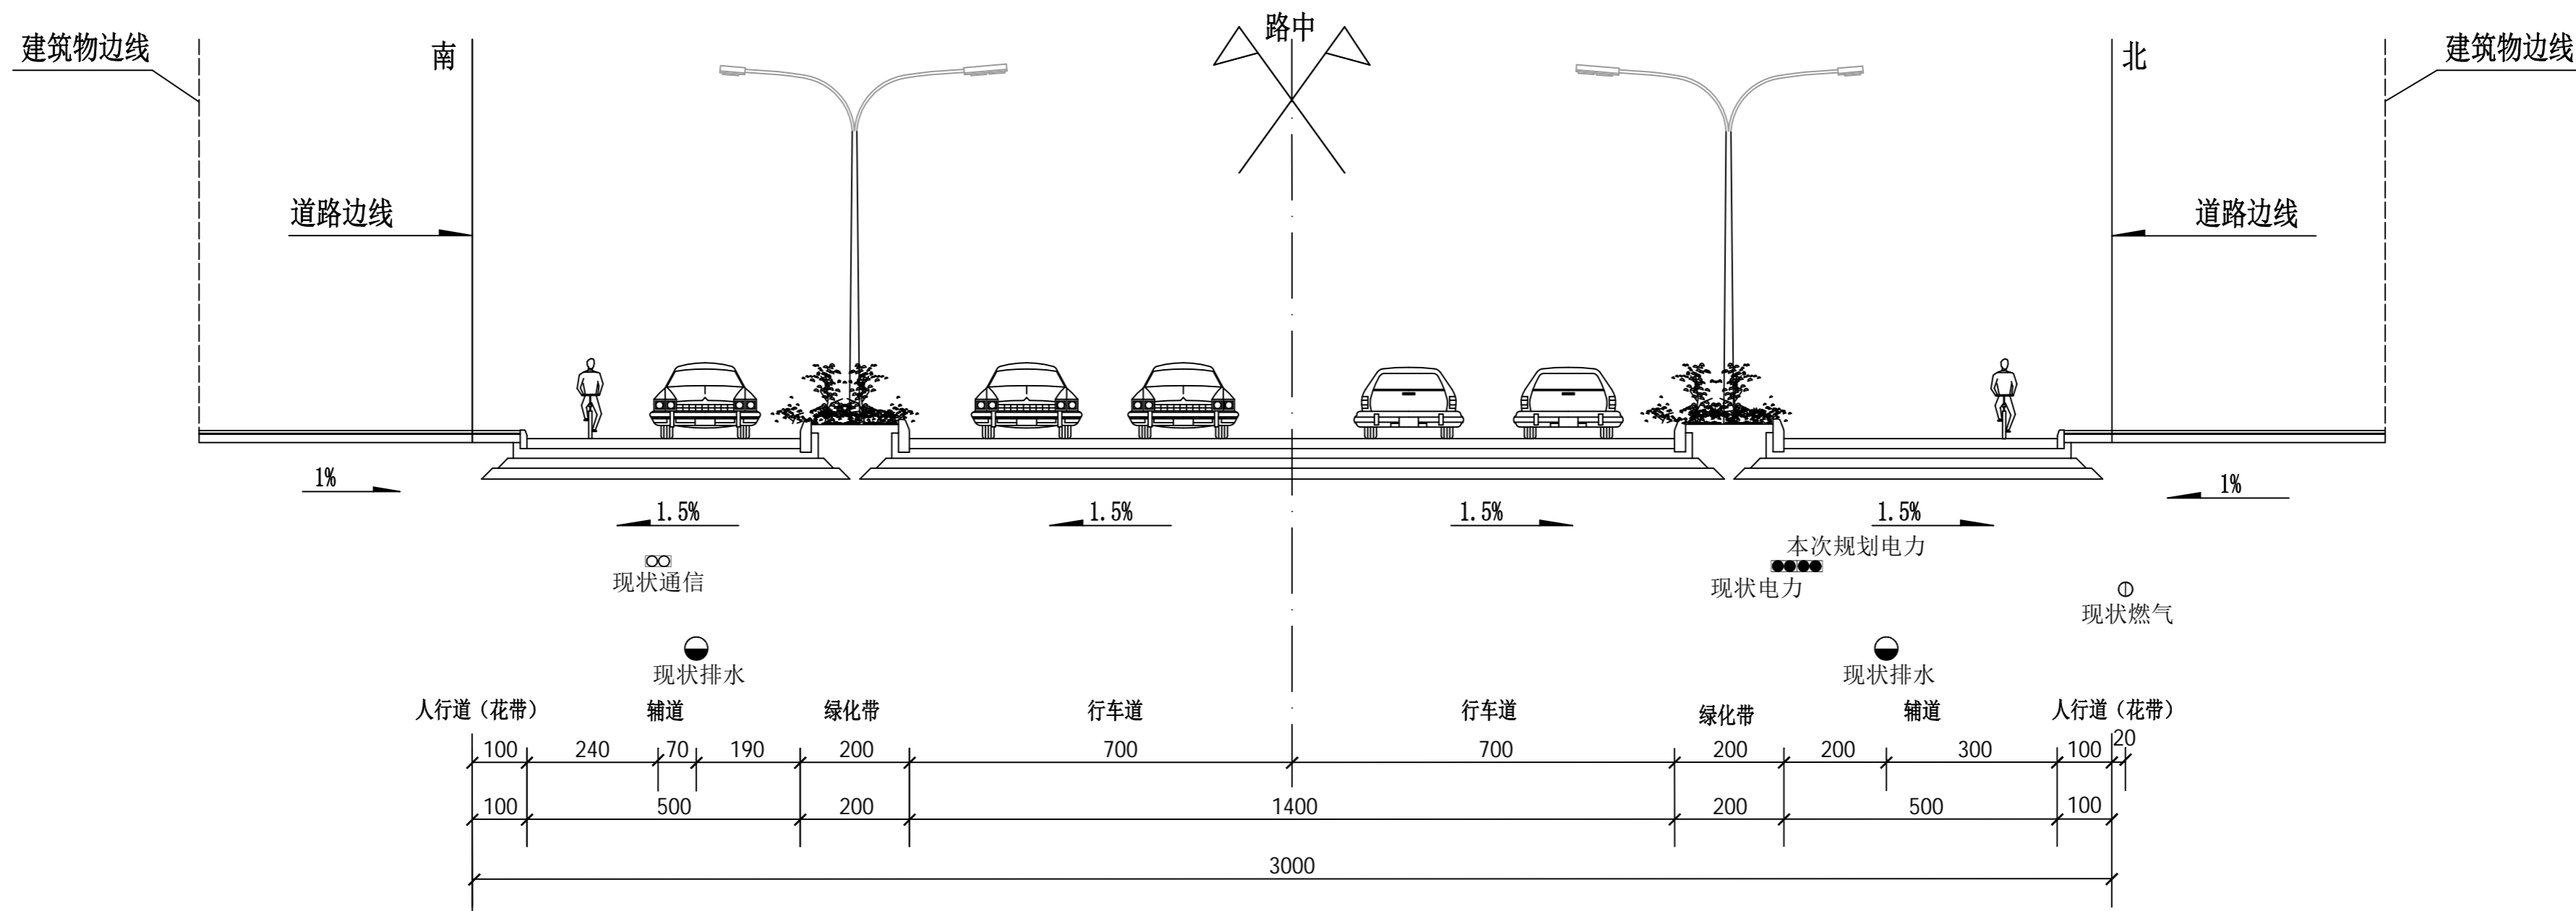 路中
建筑物边线
南
北
建筑物边线
道路边线
道路边线
1%
1.5%
1.5%
1.5%
1.5%
1%
本次规划电力
现状通信
现状电力
现状燃气
现状排水
现状排水
人行道（花带）
辅道
绿化带
行车道
行车道
绿化带
辅道
人行道（花带）
100
240
70
190
200
700
700
200
200
300
100
20
100
500
200
1400
200
500
100
3000